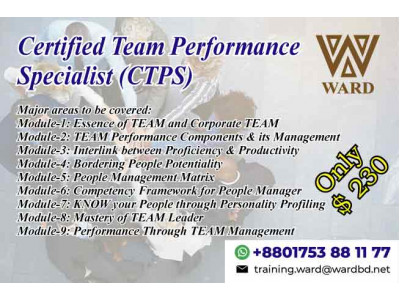 Certified Team Performance
Specialist (CTPS)
WARD
Major areas to be covered:
Module-1: Essence of TEAM and Corporate TEAM
Module-2: TEAM Performance Components & its Management
Module-3: Interlink between Proficiency & Productivity
Module-4: Bordering People Potentiality
Module-5: People Management Matrix
Module-6: Competency Framework for People Manager
Module-7: KNOW your People through Personality Profiling
Module-8: Mastery of TEAM Leader
Module-9: Performance Through TEAM Management
Only
$ 230
+8801753 88 11 77
training.ward@wardbd.net